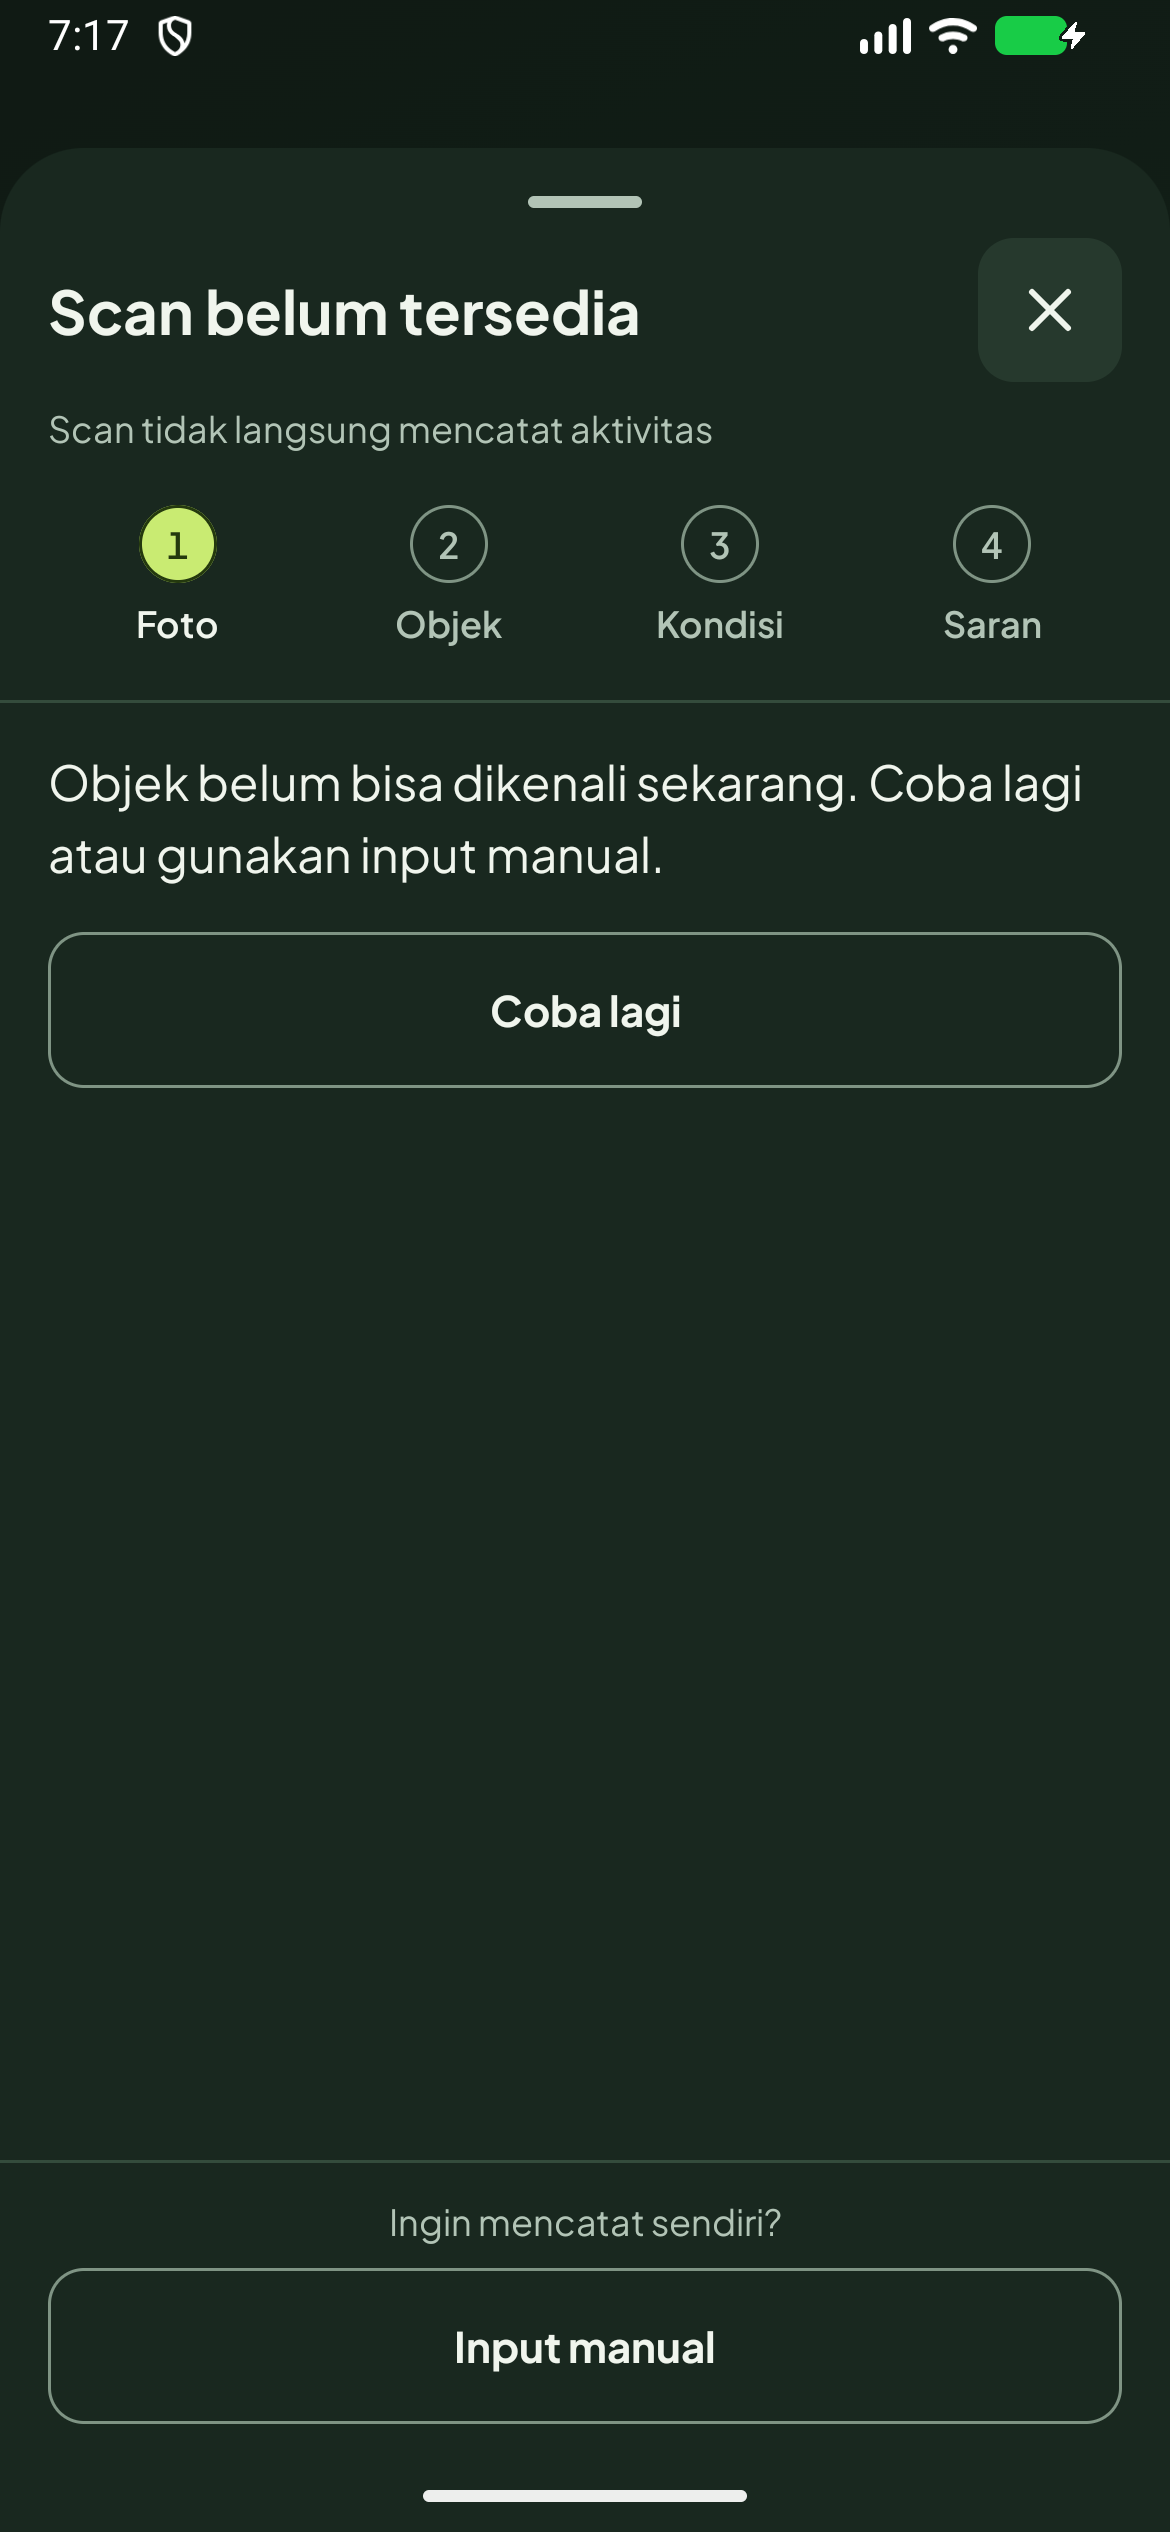 7:17
Scan belum tersedia
Scan tidak langsung mencatat aktivitas
1 2 3 4
Foto Objek Kondisi Saran
Objek belum bisa dikenali sekarang. Coba lagi
atau gunakan input manual.
Coba lagi
Ingin mencatat sendiri?
Input manual